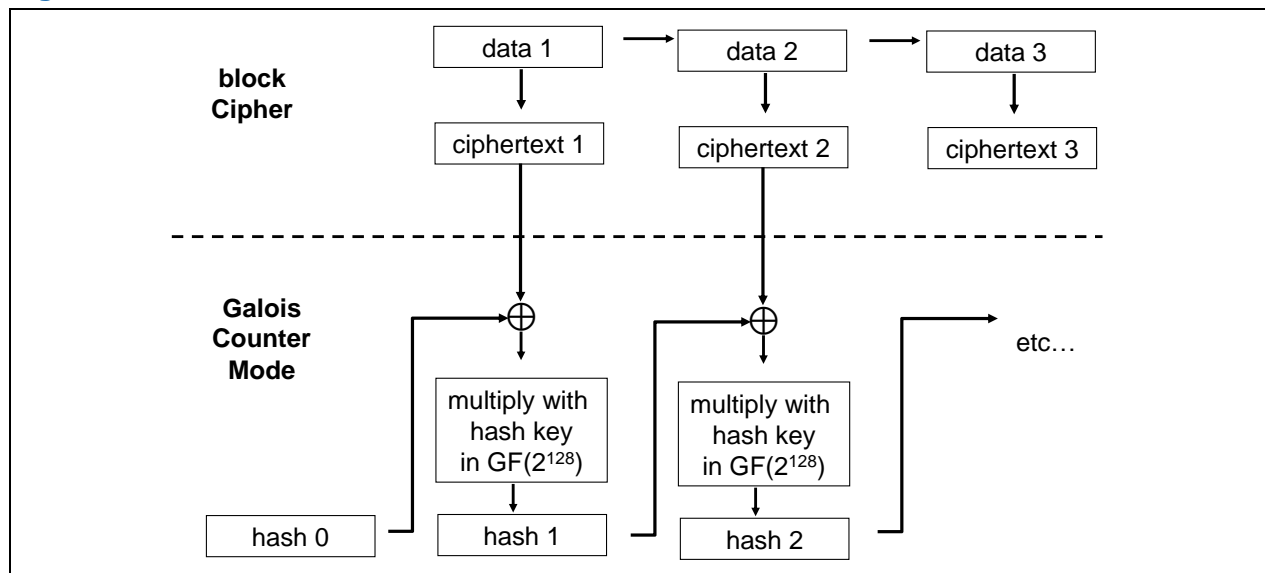 block
Cipher
data 1
data 2
data 3
ciphertext 1
ciphertext 2
ciphertext 3
Galois
Counter
Mode
etc…
multiply with
hash key
in GF(2¹²⁸)
multiply with
hash key
in GF(2¹²⁸)
hash 0
hash 1
hash 2